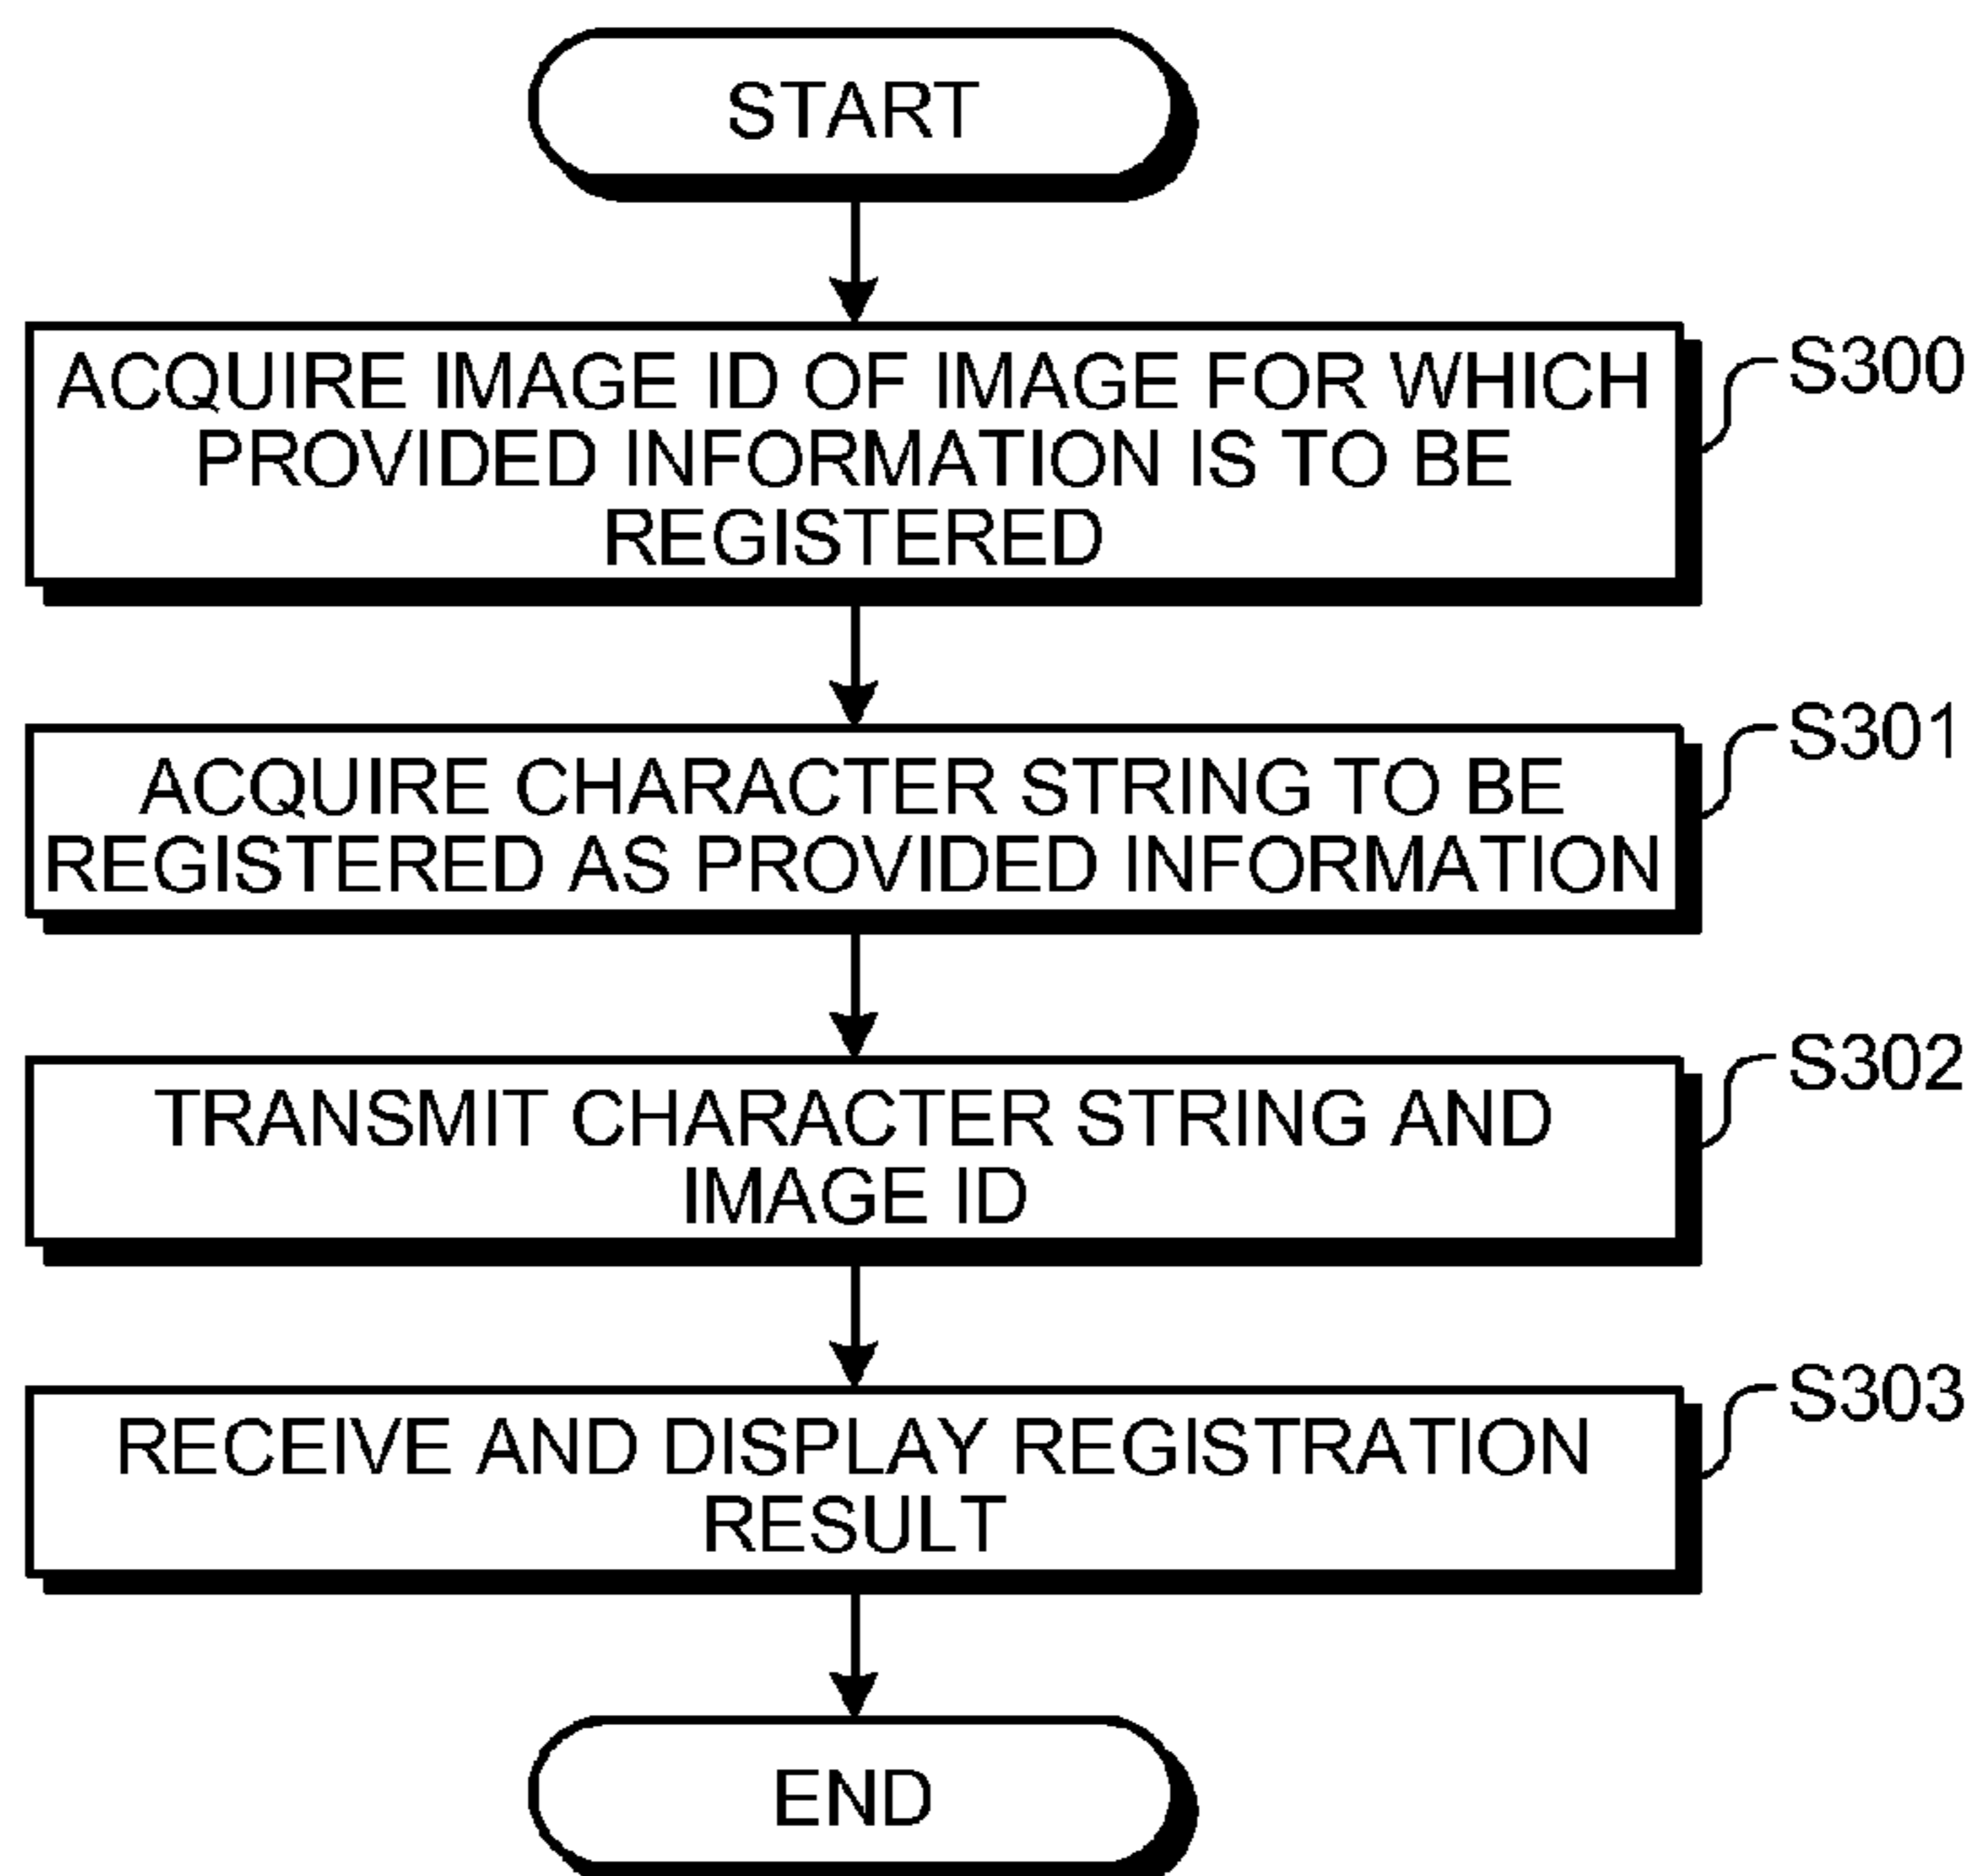 START
ACQUIRE IMAGE ID OF IMAGE FOR WHICH
PROVIDED INFORMATION IS TO BE
REGISTERED
S300
ACQUIRE CHARACTER STRING TO BE
REGISTERED AS PROVIDED INFORMATION
S301
TRANSMIT CHARACTER STRING AND
IMAGE ID
S302
RECEIVE AND DISPLAY REGISTRATION
RESULT
S303
END